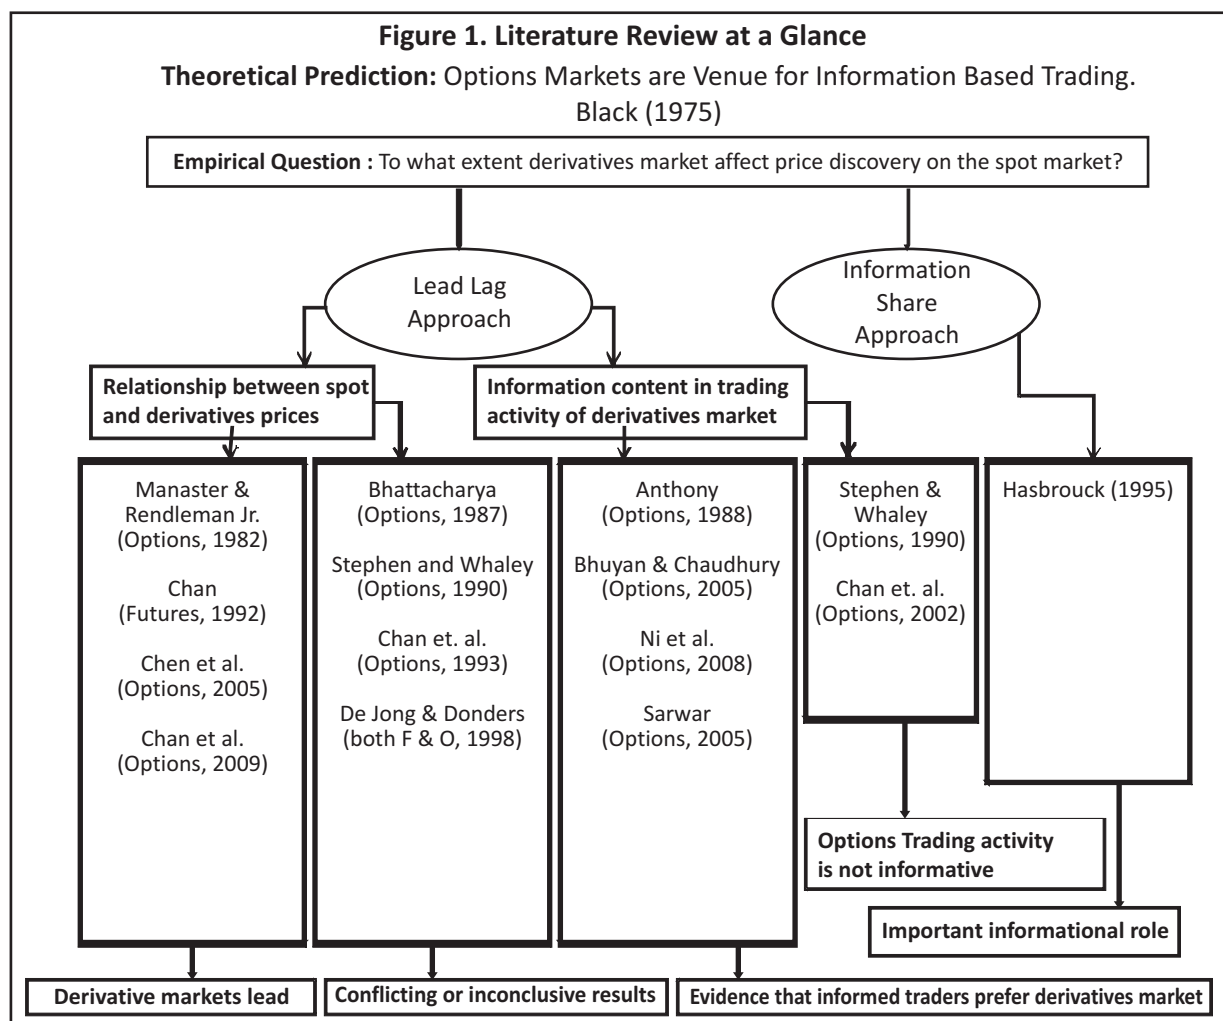 Figure 1. Literature Review at a Glance
Theoretical Prediction: Options Markets are Venue for Information Based Trading.
Black (1975)
Empirical Question : To what extent derivatives market affect price discovery on the spot market?
Lead Lag
Approach
Information
Share
Approach
Relationship between spot
and derivatives prices
Information content in trading
activity of derivatives market
Manaster &
Rendleman Jr.
(Options, 1982)
Chan
(Futures, 1992)
Chen et al.
(Options, 2005)
Chan et al.
(Options, 2009)
Bhattacharya
(Options, 1987)
Stephen and Whaley
(Options, 1990)
Chan et. al.
(Options, 1993)
De Jong & Donders
(both F & O, 1998)
Anthony
(Options, 1988)
Bhuyan & Chaudhury
(Options, 2005)
Ni et al.
(Options, 2008)
Sarwar
(Options, 2005)
Stephen &
Whaley
(Options, 1990)
Chan et. al.
(Options, 2002)
Hasbrouck (1995)
Options Trading activity
is not informative
Important informational role
Derivative markets lead
Conflicting or inconclusive results
Evidence that informed traders prefer derivatives market